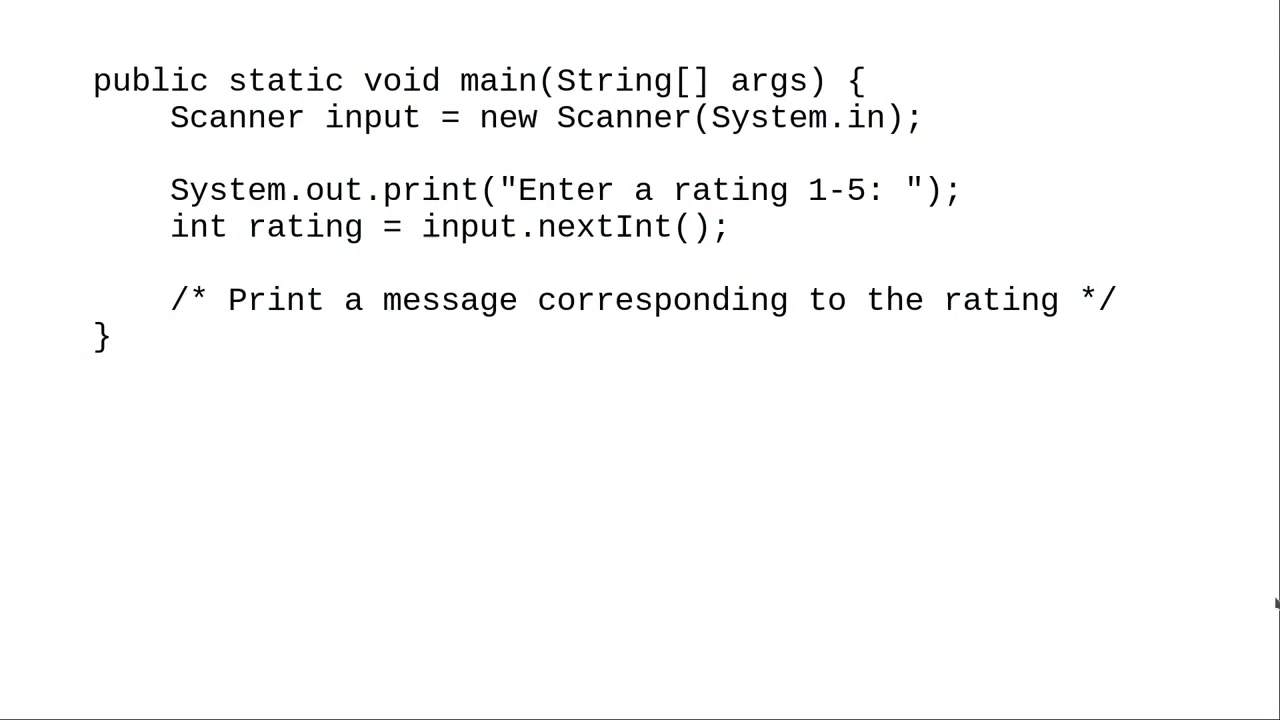 public static void main(String[] args) {
    Scanner input = new Scanner(System.in);
    System.out.print("Enter a rating 1-5: ");
    int rating = input.nextInt();
    /* Print a message corresponding to the rating */
}